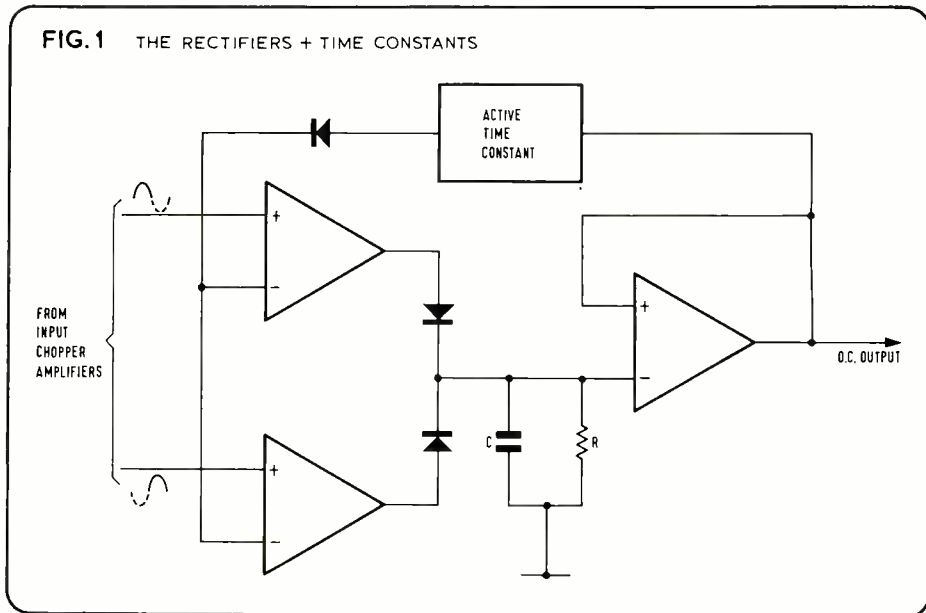 FIG. 1 THE RECTIFIERS + TIME CONSTANTS
ACTIVE
TIME
CONSTANT
+
−
FROM
INPUT
CHOPPER
AMPLIFIERS
+
−
O.C. OUTPUT
C
R
+
−